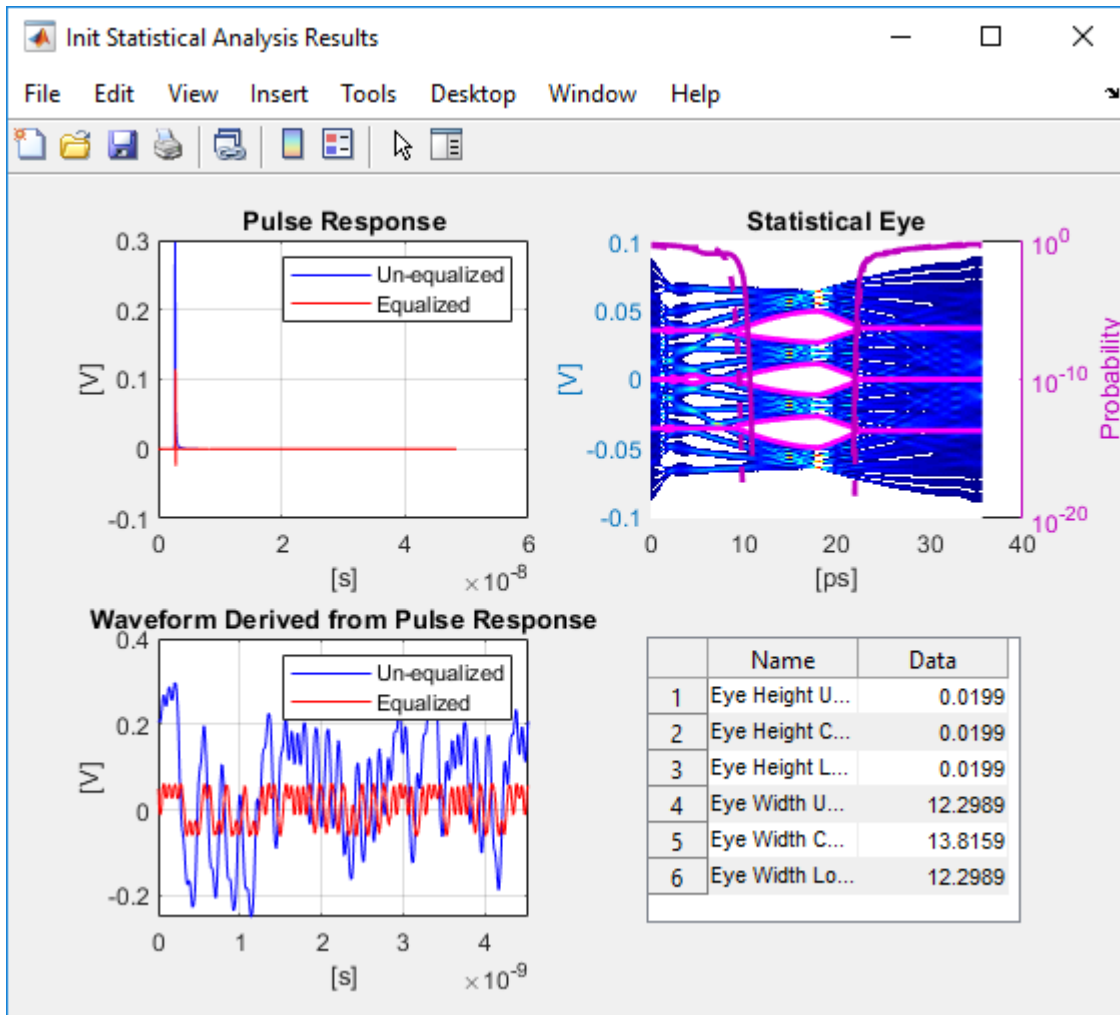 Init Statistical Analysis Results
File Edit View Insert Tools Desktop Window Help
Pulse Response
0.3
0.2
0.1
0
-0.1
[V]
Un-equalized
Equalized
0 2 4 6
[s] ×10^-8
Statistical Eye
0.1
0.05
0
-0.05
-0.1
[V]
10^0
10^-10
10^-20
Probability
0 10 20 30 40
[ps]
Waveform Derived from Pulse Response
0.4
0.2
0
-0.2
[V]
Un-equalized
Equalized
0 1 2 3 4
[s] ×10^-9
Name Data
1 Eye Height U... 0.0199
2 Eye Height C... 0.0199
3 Eye Height L... 0.0199
4 Eye Width U... 12.2989
5 Eye Width C... 13.8159
6 Eye Width Lo... 12.2989